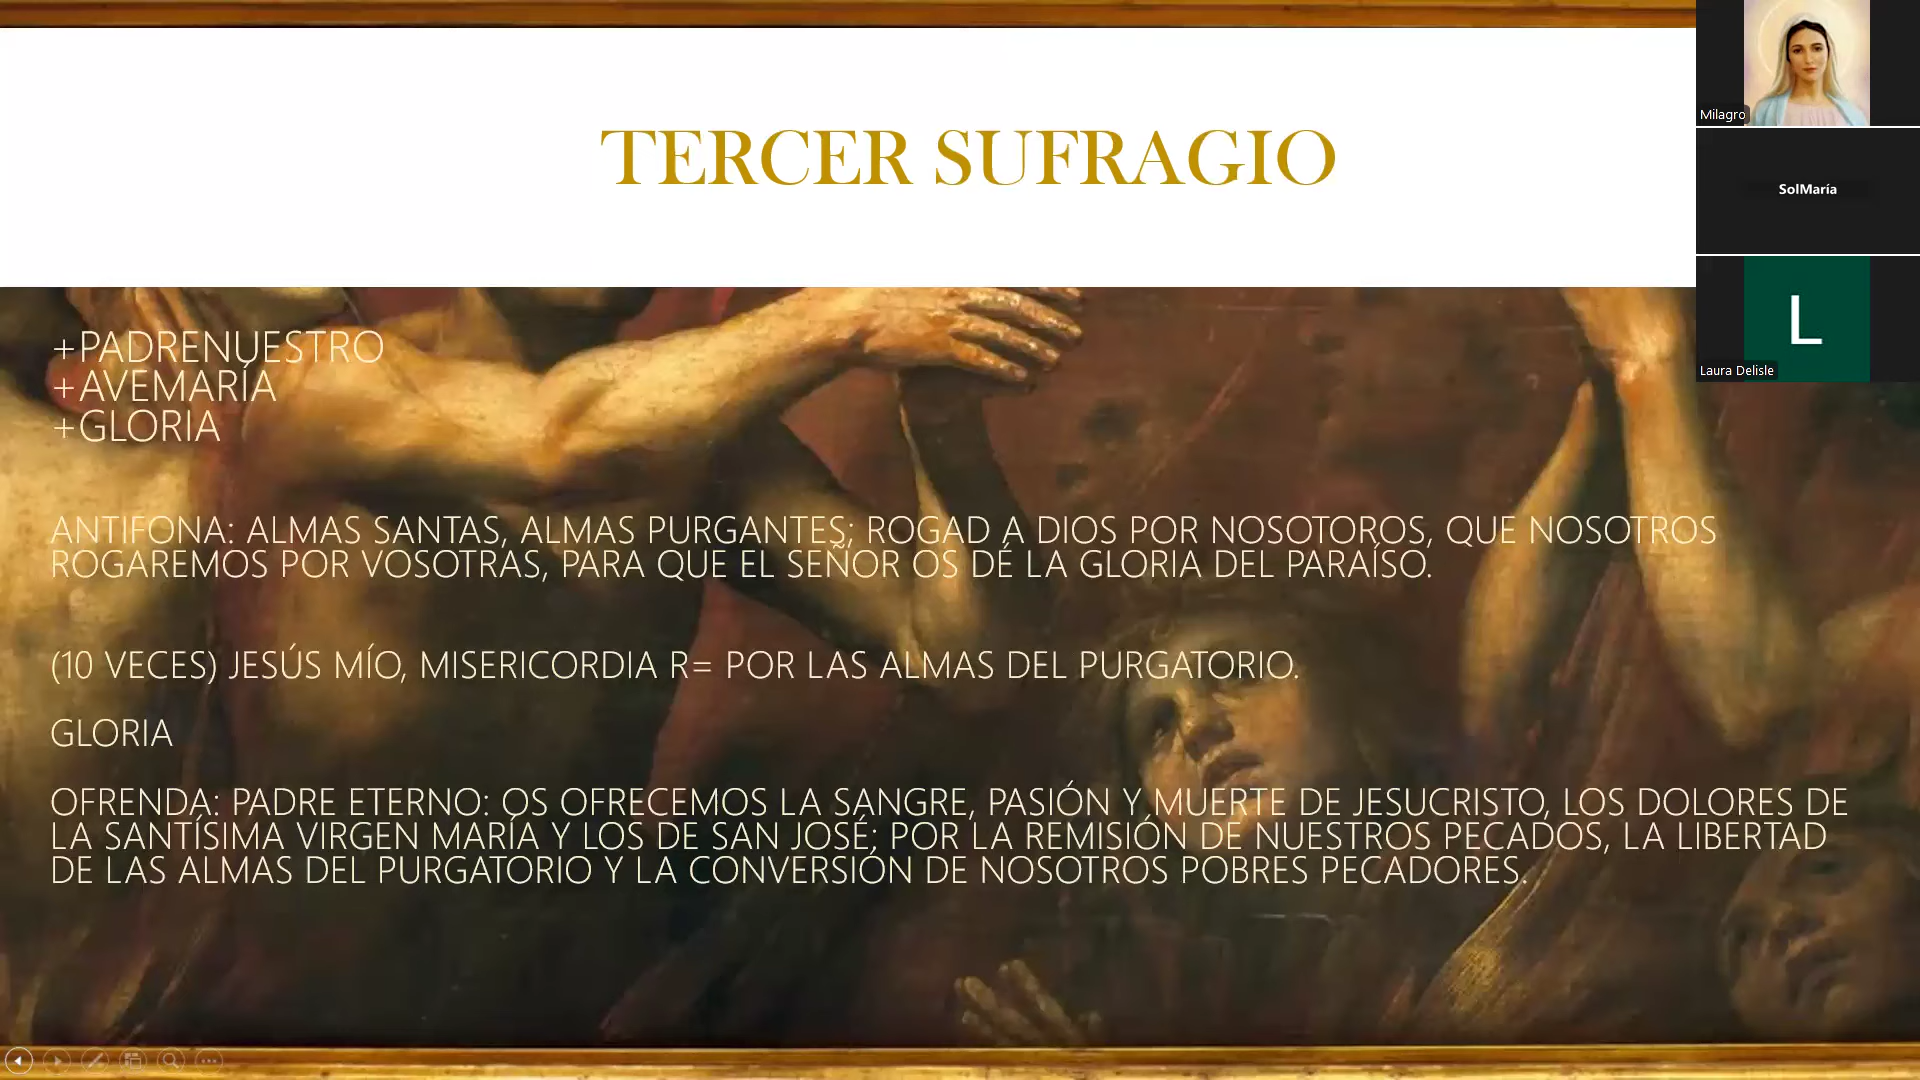 TERCER SUFRAGIO
+PADRENUESTRO
+AVEMARÍA
+GLORIA
ANTIFONA: ALMAS SANTAS, ALMAS PURGANTES; ROGAD A DIOS POR NOSOTOROS, QUE NOSOTROS
ROGAREMOS POR VOSOTRAS, PARA QUE EL SEÑOR OS DÉ LA GLORIA DEL PARAÍSO.
(10 VECES) JESÚS MÍO, MISERICORDIA R= POR LAS ALMAS DEL PURGATORIO.
GLORIA
OFRENDA: PADRE ETERNO: OS OFRECEMOS LA SANGRE, PASIÓN Y MUERTE DE JESUCRISTO, LOS DOLORES DE
LA SANTÍSIMA VIRGEN MARÍA Y LOS DE SAN JOSÉ; POR LA REMISIÓN DE NUESTROS PECADOS, LA LIBERTAD
DE LAS ALMAS DEL PURGATORIO Y LA CONVERSIÓN DE NOSOTROS POBRES PECADORES.
Milagro
SolMaría
L
Laura Delisle